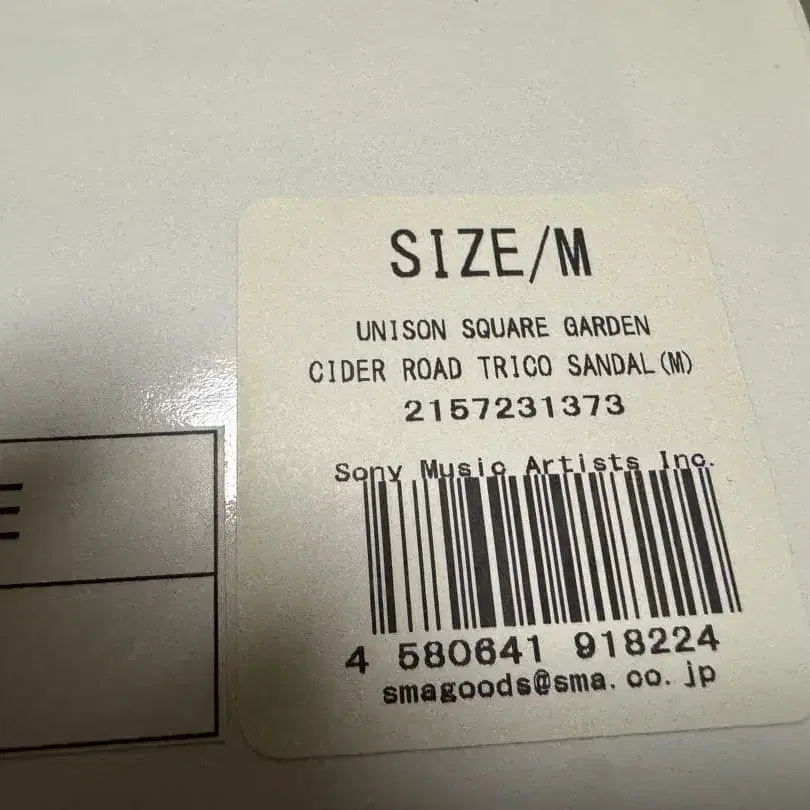 SIZE/M
UNISON SQUARE GARDEN
CIDER ROAD TRICO SANDAL(M)
2157231373
Sony Music Artists Inc.
4 580641 918224
smagoods@sma.co.jp